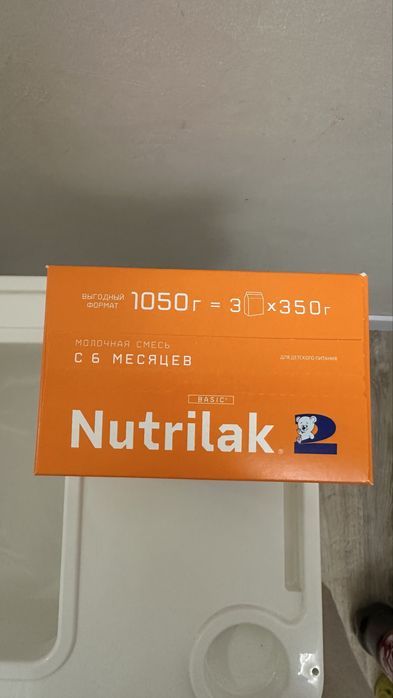 ВЫГОДНЫЙ
ФОРМАТ
1050г = 3 x 350г
МОЛОЧНАЯ СМЕСЬ
С 6 МЕСЯЦЕВ
ДЛЯ ДЕТСКОГО ПИТАНИЯ
BASIC
Nutrilak® 2